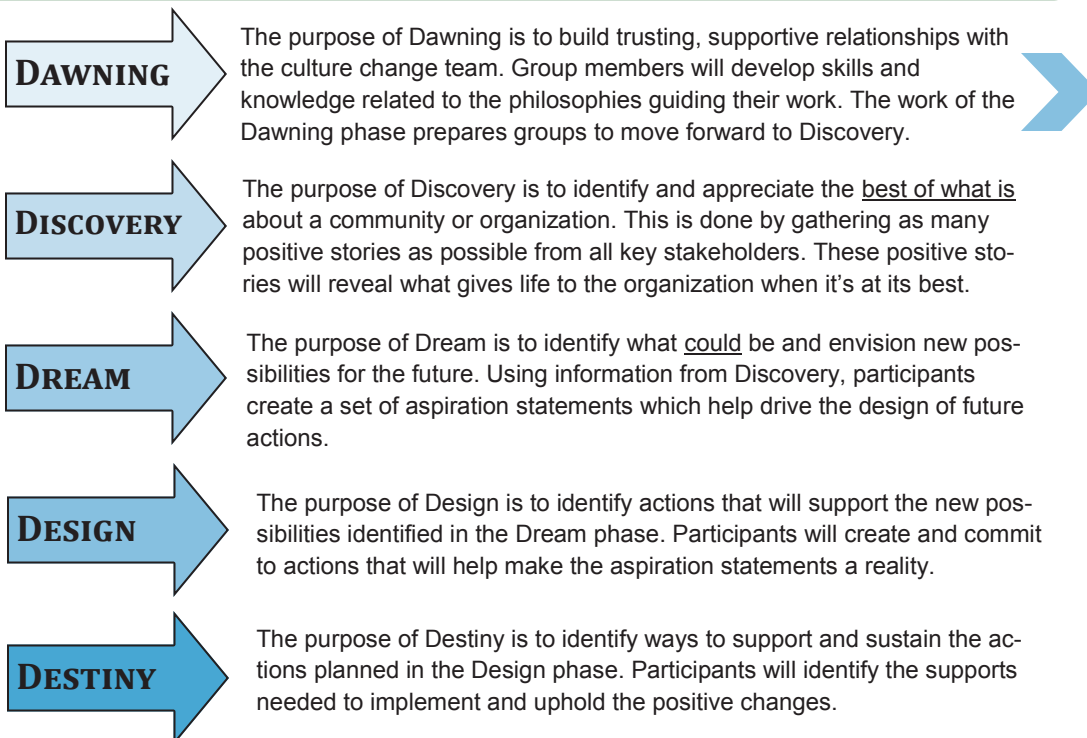 DAWNING
The purpose of Dawning is to build trusting, supportive relationships with
the culture change team. Group members will develop skills and
knowledge related to the philosophies guiding their work. The work of the
Dawning phase prepares groups to move forward to Discovery.
DISCOVERY
The purpose of Discovery is to identify and appreciate the best of what is
about a community or organization. This is done by gathering as many
positive stories as possible from all key stakeholders. These positive sto-
ries will reveal what gives life to the organization when it's at its best.
DREAM
The purpose of Dream is to identify what could be and envision new pos-
sibilities for the future. Using information from Discovery, participants
create a set of aspiration statements which help drive the design of future
actions.
DESIGN
The purpose of Design is to identify actions that will support the new pos-
sibilities identified in the Dream phase. Participants will create and commit
to actions that will help make the aspiration statements a reality.
DESTINY
The purpose of Destiny is to identify ways to support and sustain the ac-
tions planned in the Design phase. Participants will identify the supports
needed to implement and uphold the positive changes.